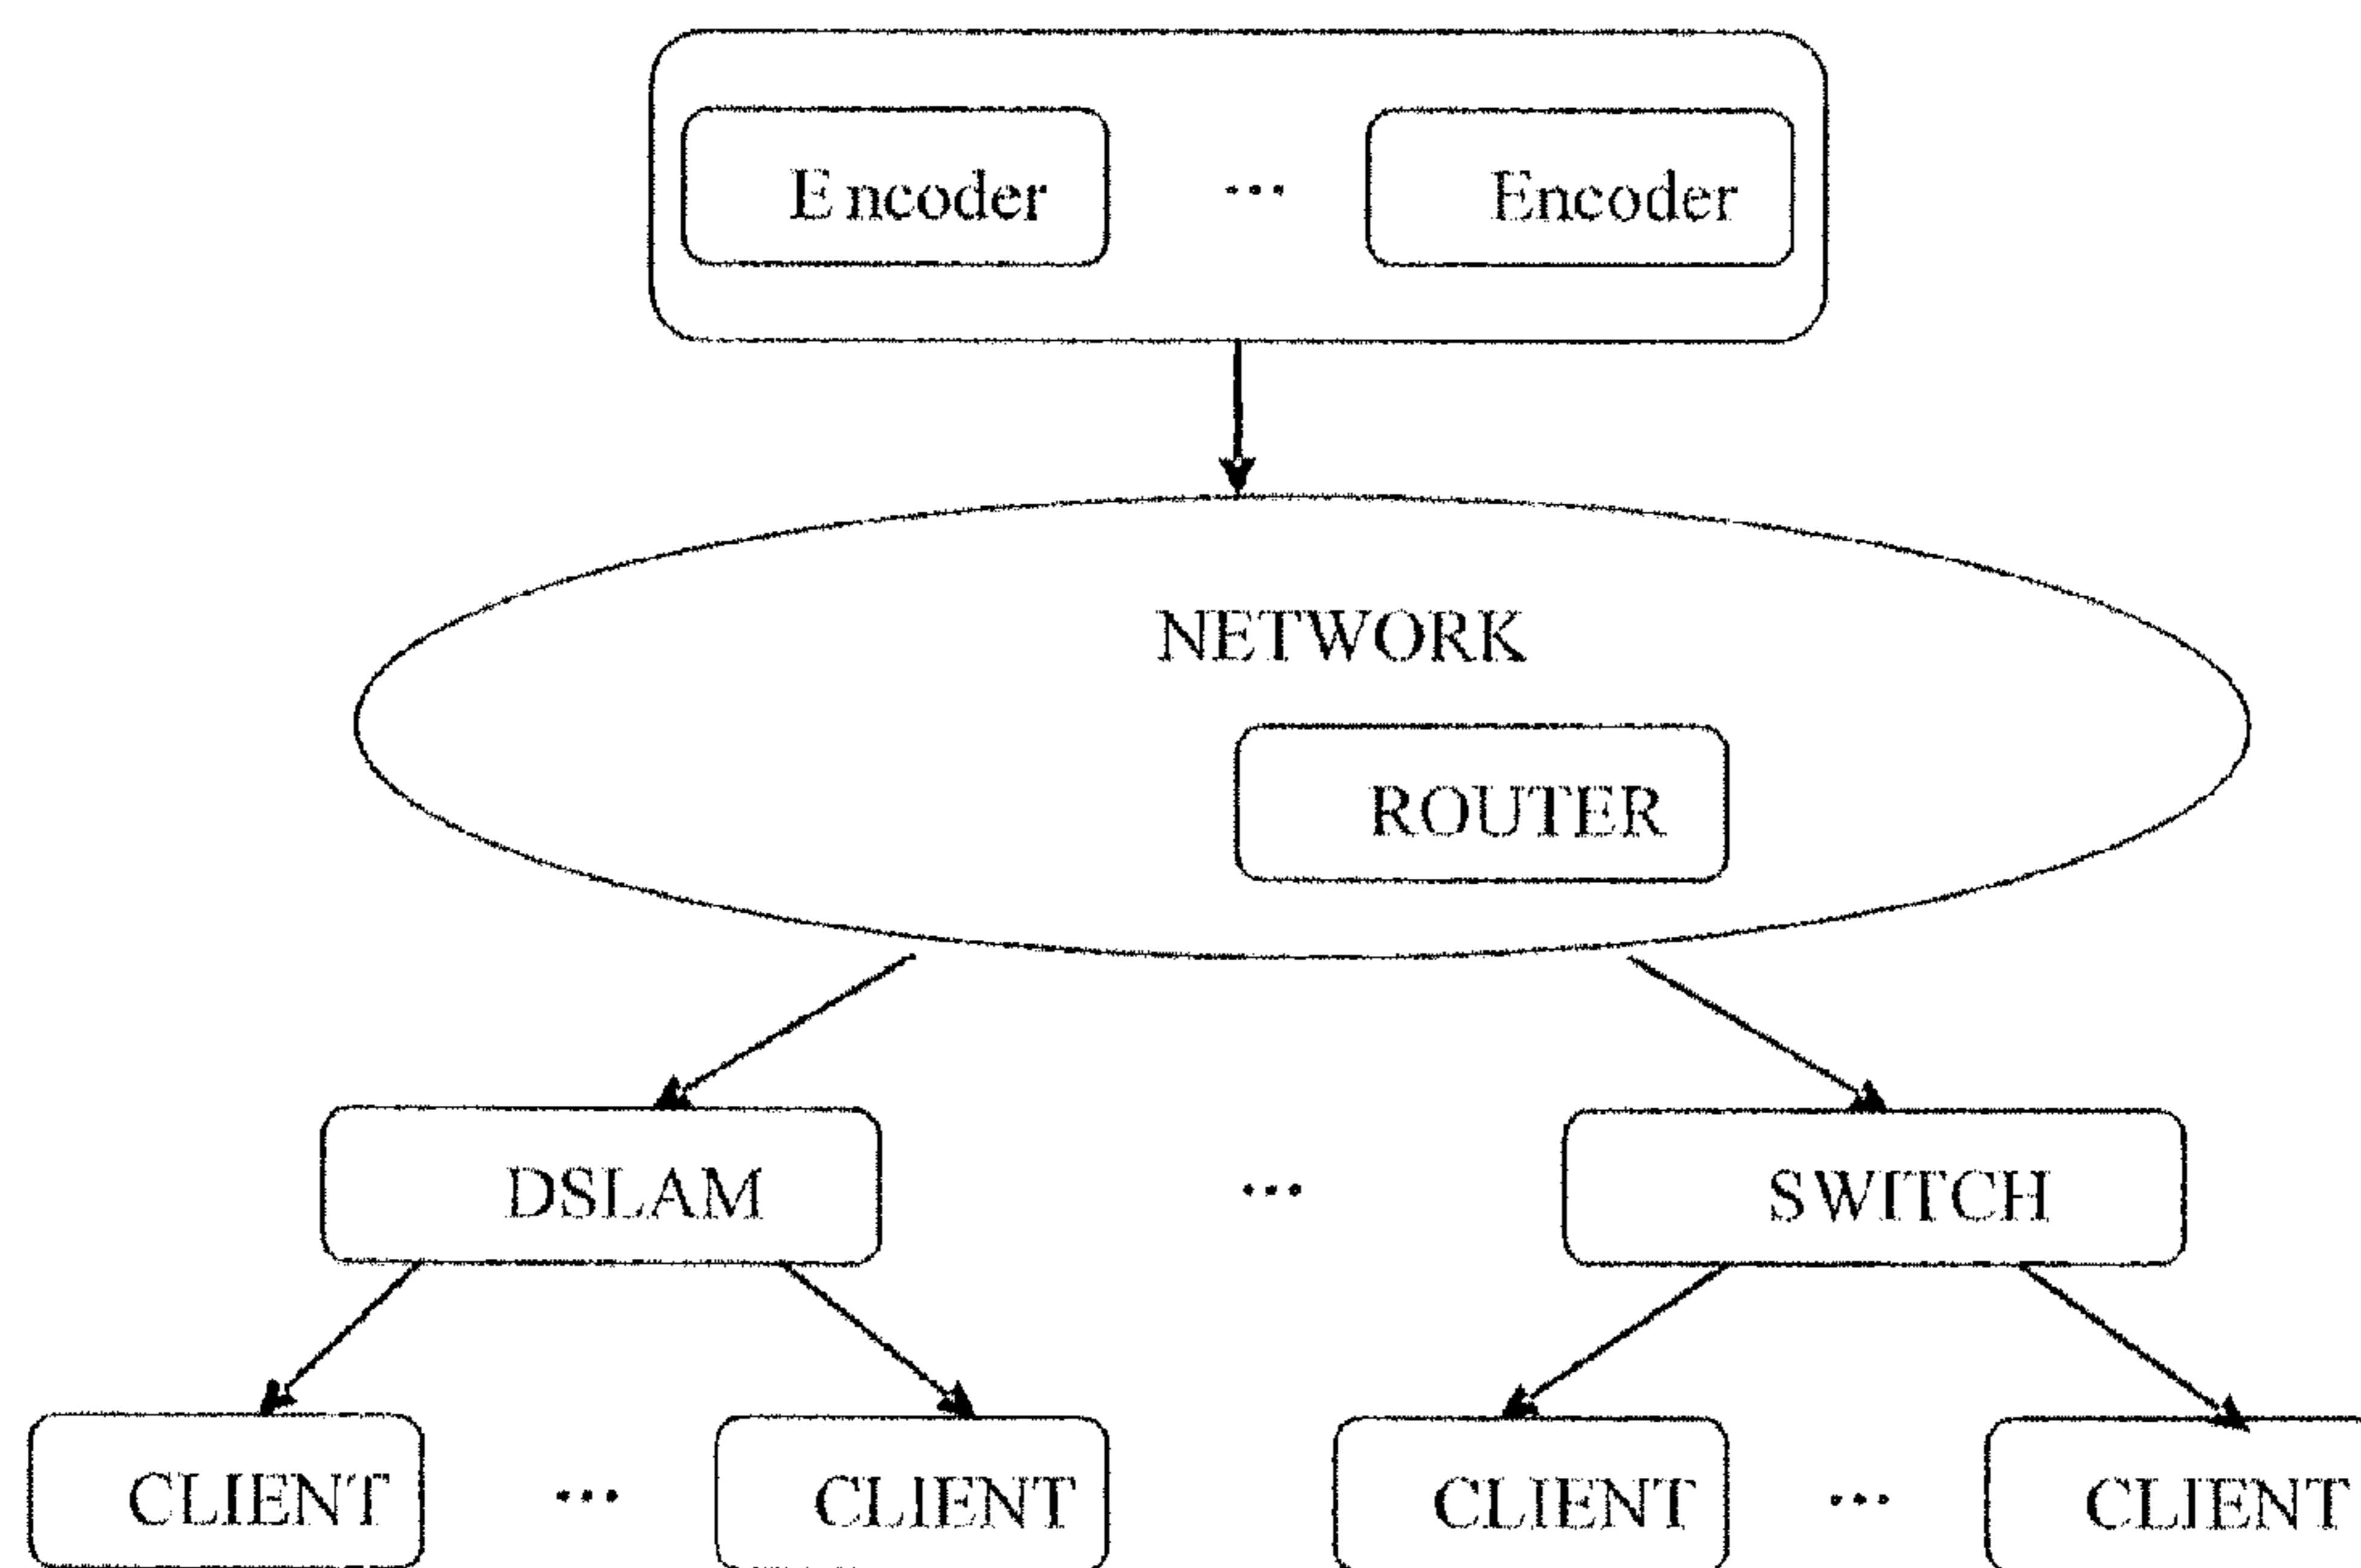 Encoder ... Encoder
NETWORK
ROUTER
DSLAM ... SWITCH
CLIENT ... CLIENT CLIENT ... CLIENT